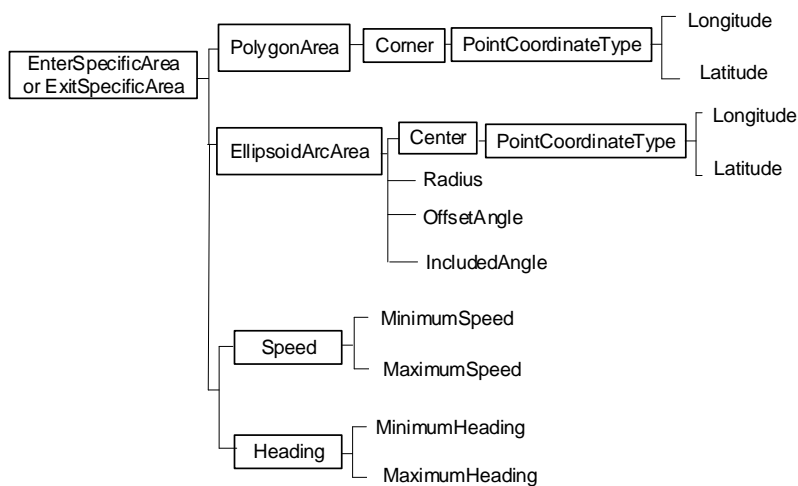 EnterSpecificArea
or ExitSpecificArea
PolygonArea
Corner
PointCoordinateType
Longitude
Latitude
EllipsoidArcArea
Center
PointCoordinateType
Longitude
Latitude
Radius
OffsetAngle
IncludedAngle
Speed
MinimumSpeed
MaximumSpeed
Heading
MinimumHeading
MaximumHeading